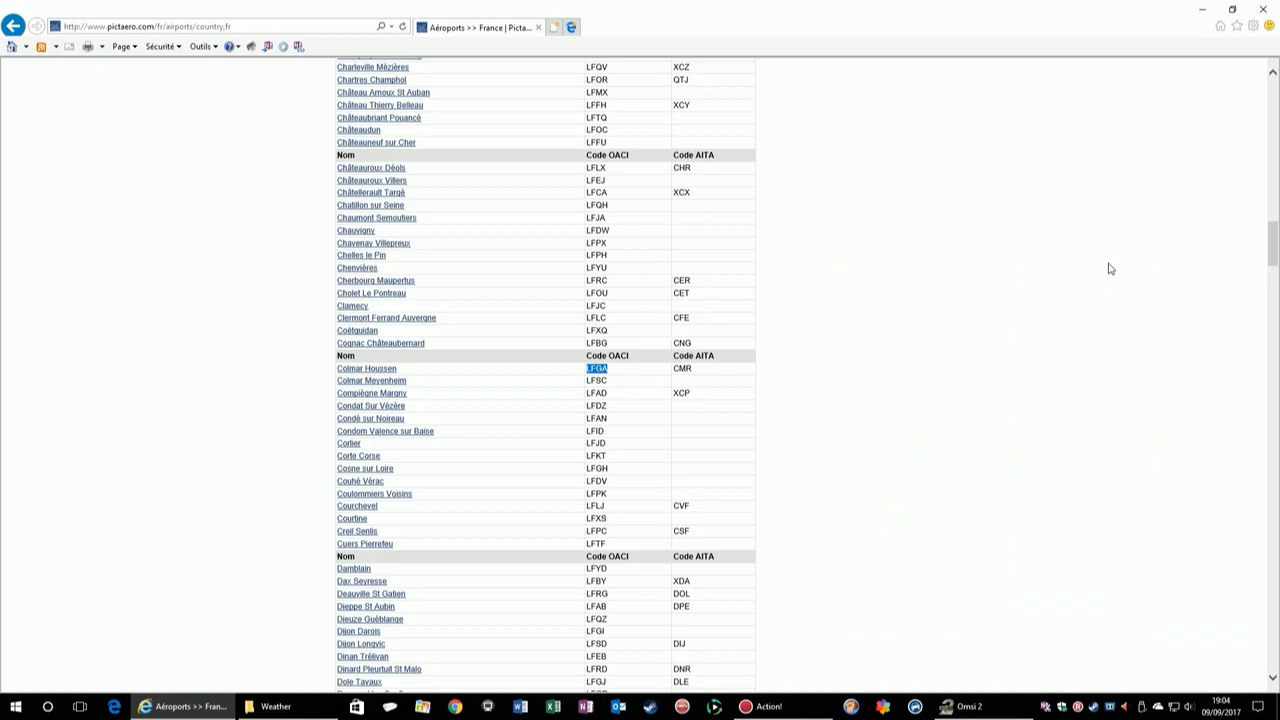 http://www.pictaero.com/fr/airports/country,fr
Aéroports >> France | Picta...
Page
Sécurité
Outils
Charleville Mézières LFQV XCZ
Chartres Champhol LFOR QTJ
Château Arnoux St Auban LFMX
Château Thierry Belleau LFFH XCY
Châteaubriant Pouancé LFTQ
Châteaudun LFOC
Châteauneuf sur Cher LFFU
Nom Code OACI Code AITA
Châteauroux Déols LFLX CHR
Châteauroux Villers LFEJ
Châtellerault Targé LFCA XCX
Chatillon sur Seine LFQH
Chaumont Semoutiers LFJA
Chauvigny LFDW
Chavenay Villepreux LFPX
Chelles le Pin LFPH
Chenvières LFYU
Cherbourg Maupertus LFRC CER
Cholet Le Pontreau LFOU CET
Clamecy LFJC
Clermont Ferrand Auvergne LFLC CFE
Coëtquidan LFXQ
Cognac Châteaubernard LFBG CNG
Nom Code OACI Code AITA
Colmar Houssen LFGA CMR
Colmar Meyenheim LFSC
Compiègne Margny LFAD XCP
Condat Sur Vézère LFDZ
Condé sur Noireau LFAN
Condom Valence sur Baise LFID
Corlier LFJD
Corte Corse LFKT
Cosne sur Loire LFGH
Couhé Vérac LFDV
Coulommiers Voisins LFPK
Courchevel LFLJ CVF
Courtine LFXS
Creil Senlis LFPC CSF
Cuers Pierrefeu LFTF
Nom Code OACI Code AITA
Damblain LFYD
Dax Seyresse LFBY XDA
Deauville St Gatien LFRG DOL
Dieppe St Aubin LFAB DPE
Dieuze Guéblange LFQZ
Dijon Darois LFGI
Dijon Longvic LFSD DIJ
Dinan Trélivan LFEB
Dinard Pleurtuit St Malo LFRD DNR
Dole Tavaux LFGJ DLE
Aéroports >> Fran...
Weather
Action!
Omsi 2
19:04
09/09/2017